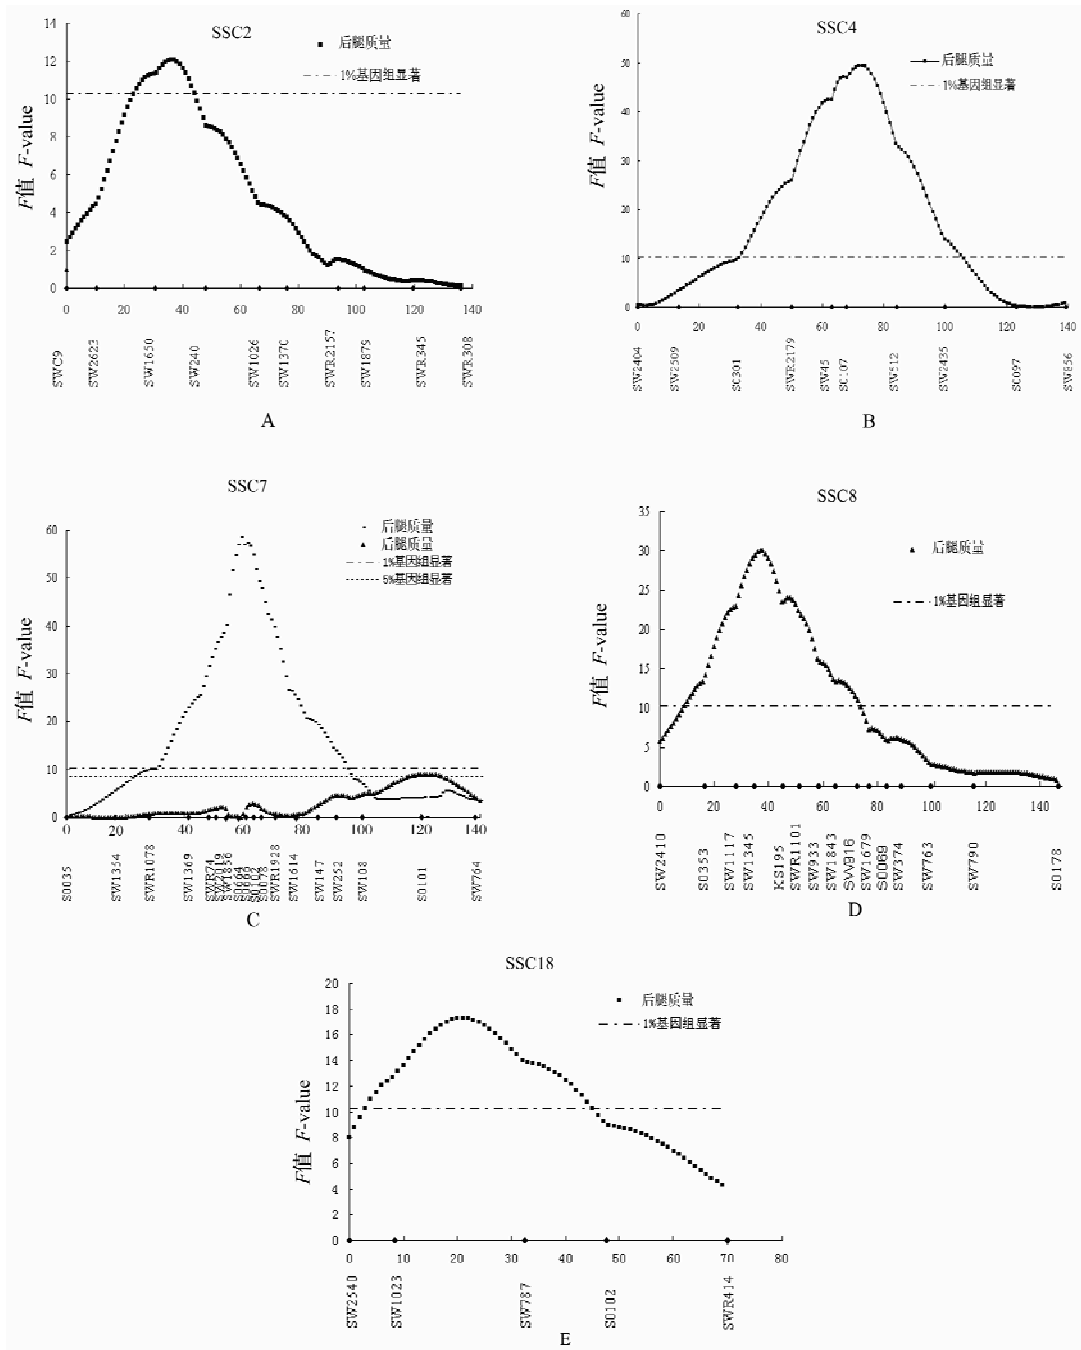 SSC2
后腿质量
1%基因组显著
F值 F-value
14
12
10
8
6
4
2
0
0 20 40 60 80 100 120 140
SWC9 SW2623 SW1650 SW240 SW1026 SW1370 SWR2157 SW1879 SWR345 SWR308
A
SSC4
后腿质量
1%基因组显著
F值 F-value
60
50
40
30
20
10
0
0 20 40 60 80 100 120 140
SW2404 SW2509 S0301 SWR2179 SW45 S0107 SW512 SW2435 S0097 SW856
B
SSC7
后腿质量
后腿质量
1%基因组显著
5%基因组显著
F值 F-value
60
50
40
30
20
10
0
0 20 40 60 80 100 120 140
S0035 SW1354 SWR1078 SW1369 SWR74 SW2019 SW1856 S0664 S0066 S0102 S0078 SWR1928 SW1614 SW147 SW252 SW108 S0101 SW764
C
SSC8
后腿质量
1%基因组显著
F值 F-value
35
30
25
20
15
10
5
0
0 20 40 60 80 100 120 140
SW2410 S0353 SW1117 SW1345 KS195 SWR1101 SW933 SW1843 SW916 SW1679 S0069 SW374 SW763 SW790 S0178
D
SSC18
后腿质量
1%基因组显著
F值 F-value
20
18
16
14
12
10
8
6
4
2
0
0 10 20 30 40 50 60 70 80
SW2540 SW1023 SW787 S0102 SWR414
E